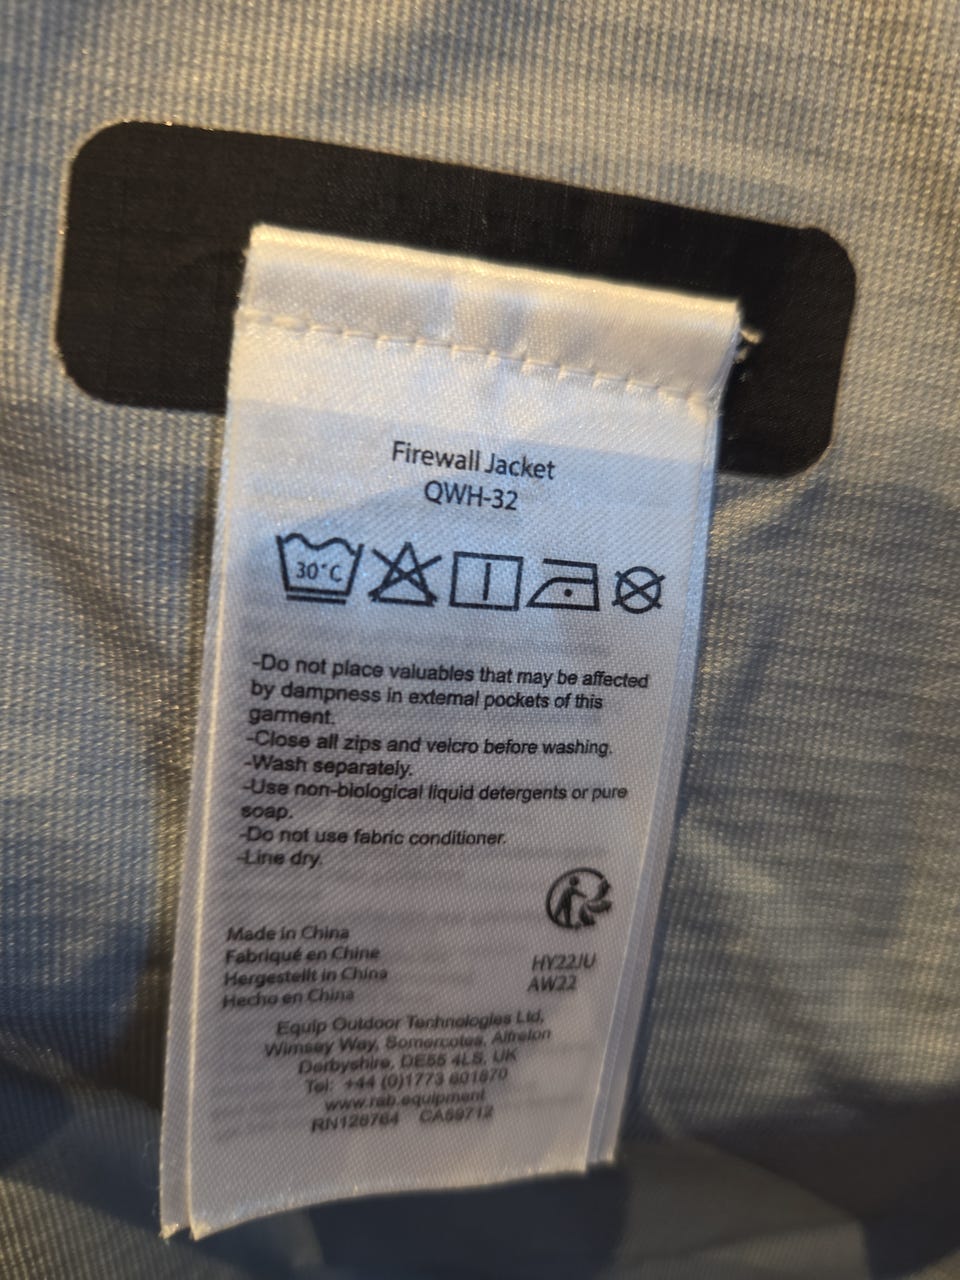 Firewall Jacket
QWH-32
30°C
-Do not place valuables that may be affected
by dampness in external pockets of this
garment.
-Close all zips and velcro before washing.
-Wash separately.
-Use non-biological liquid detergents or pure
soap.
-Do not use fabric conditioner.
-Line dry.
Made in China
Fabriqué en Chine
Hergestellt in China
Hecho en China
HY22JU
AW22
Equip Outdoor Technologies Ltd,
Wimsey Way, Somercotes, Alfreton
Derbyshire, DE55 4LS, UK
Tel: +44 (0)1773 601870
www.rab.equipment
RN128764 CA59712